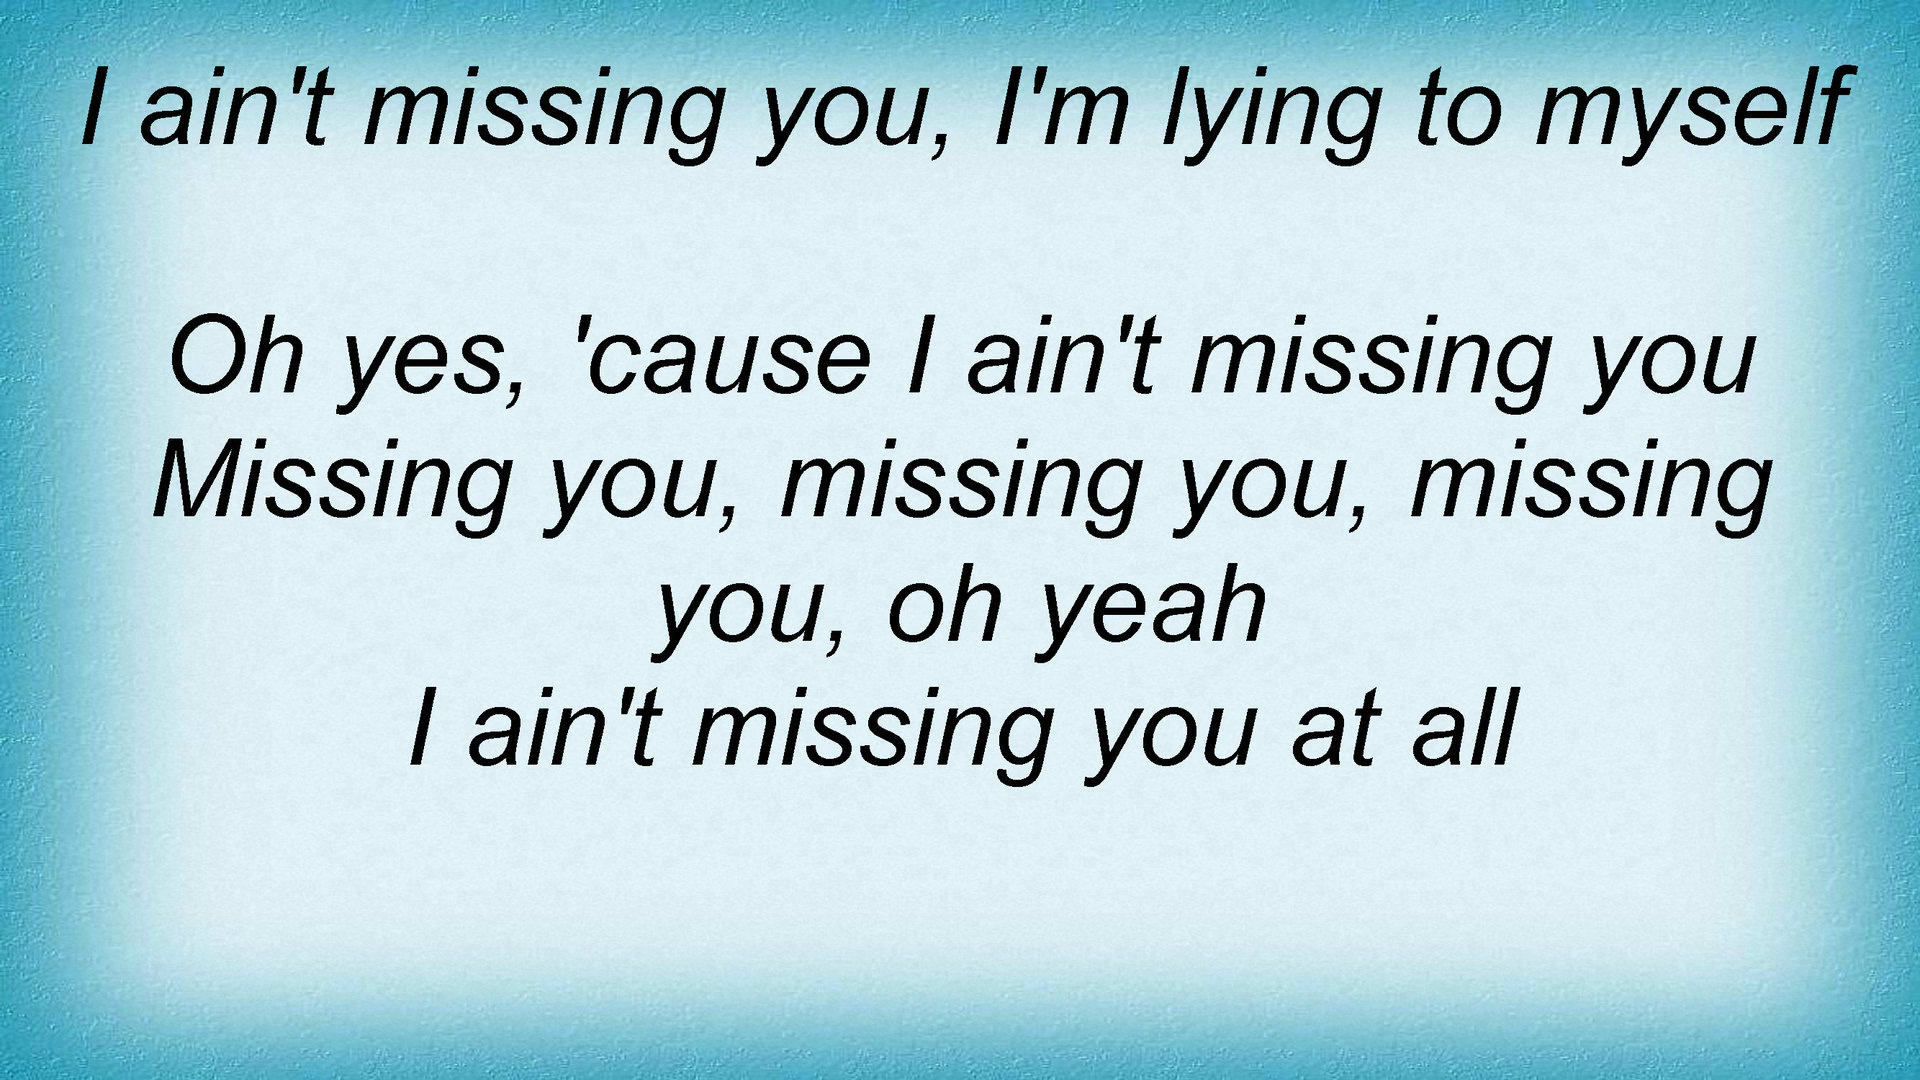 I ain't missing you, I'm lying to myself
Oh yes, 'cause I ain't missing you
Missing you, missing you, missing
you, oh yeah
I ain't missing you at all